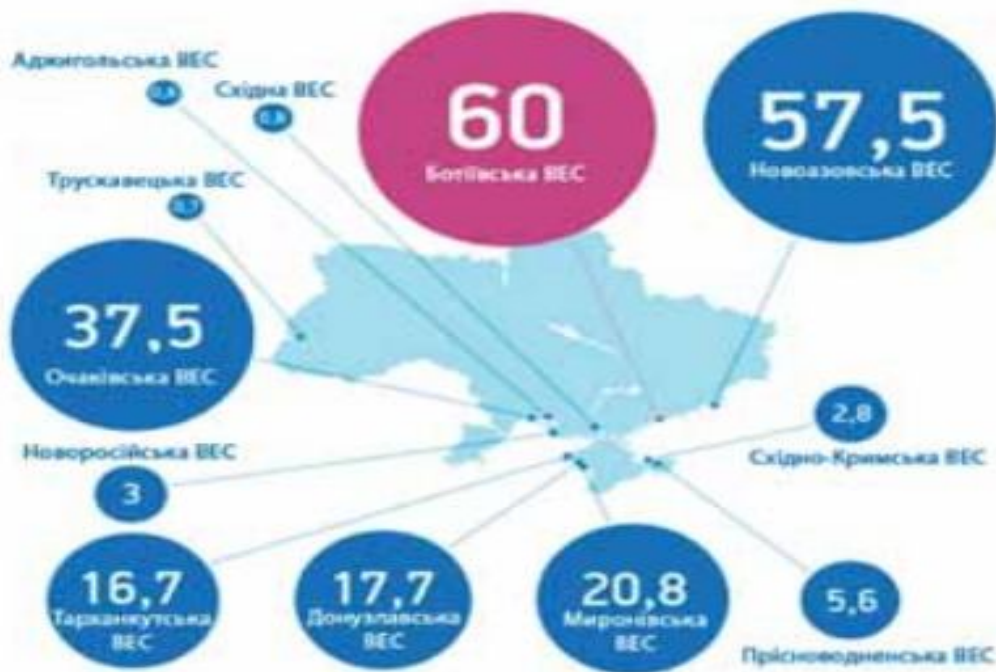 Аджигольська ВЕС
Східна ВЕС
60
Ботіївська ВЕС
57,5
Новоазовська ВЕС
Трускавецька ВЕС
37,5
Очаківська ВЕС
Новоросійська ВЕС
3
2,8
Східно-Кримська ВЕС
16,7
Тарханкутська
ВЕС
17,7
Донузлавська
ВЕС
20,8
Миронівська
ВЕС
5,6
Прісноводненська ВЕС